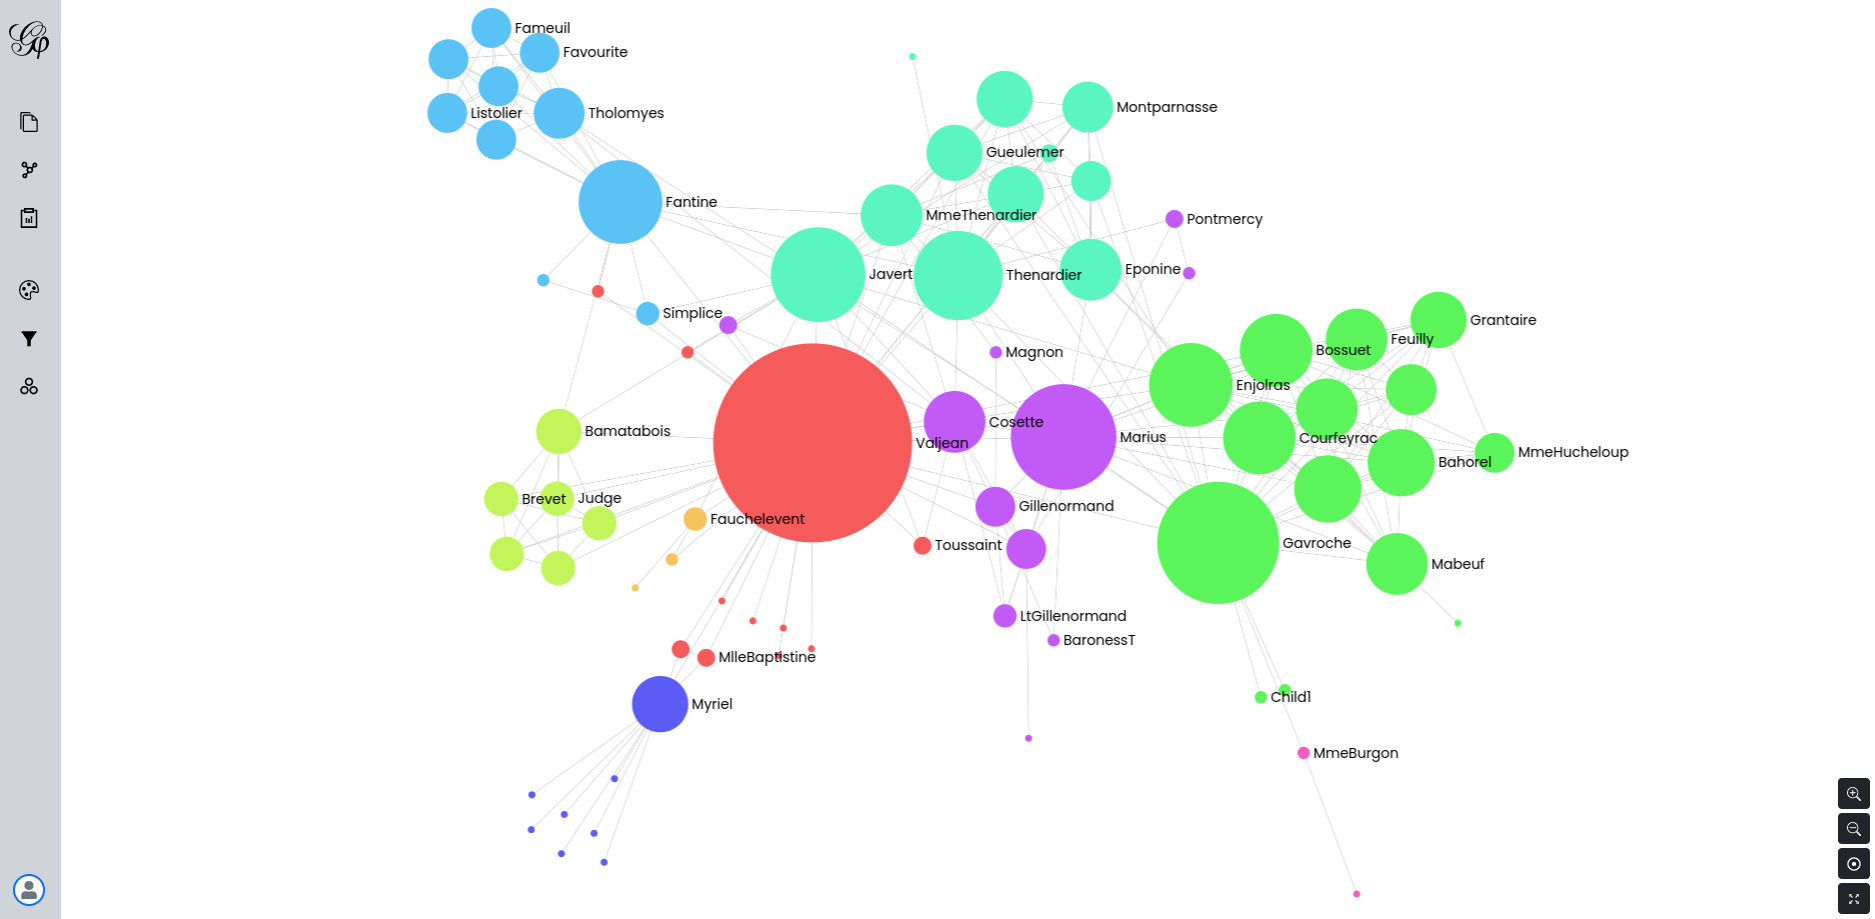 Gφ
Fameuil
Favourite
Listolier
Tholomyes
Montparnasse
Gueulemer
Fantine
MmeThenardier
Pontmercy
Javert
Thenardier
Eponine
Simplice
Grantaire
Feuilly
Bossuet
Magnon
Enjolras
Cosette
Bamatabois
Marius
Courfeyrac
Valjean
MmeHucheloup
Bahorel
Brevet
Judge
Gillenormand
Fauchelevent
Toussaint
Gavroche
Mabeuf
LtGillenormand
BaronessT
MlleBaptistine
Child1
Myriel
MmeBurgon